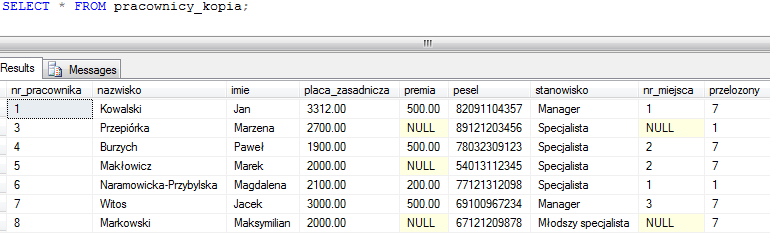 SELECT * FROM pracownicy_kopia;
Results Messages
nr_pracownika nazwisko imie placa_zasadnicza premia pesel stanowisko nr_miejsca przelozony
1 Kowalski Jan 3312.00 500.00 82091104357 Manager 1 7
3 Przepiórka Marzena 2700.00 NULL 89121203456 Specjalista NULL 1
4 Burzych Paweł 1900.00 500.00 78032309123 Specjalista 2 7
5 Makłowicz Marek 2000.00 NULL 54013112345 Specjalista 2 7
6 Naramowicka-Przybylska Magdalena 2100.00 200.00 77121312098 Specjalista 1 1
7 Witos Jacek 3000.00 500.00 69100967234 Manager 3 7
8 Markowski Maksymilian 2000.00 NULL 67121209878 Młodszy specjalista NULL 7